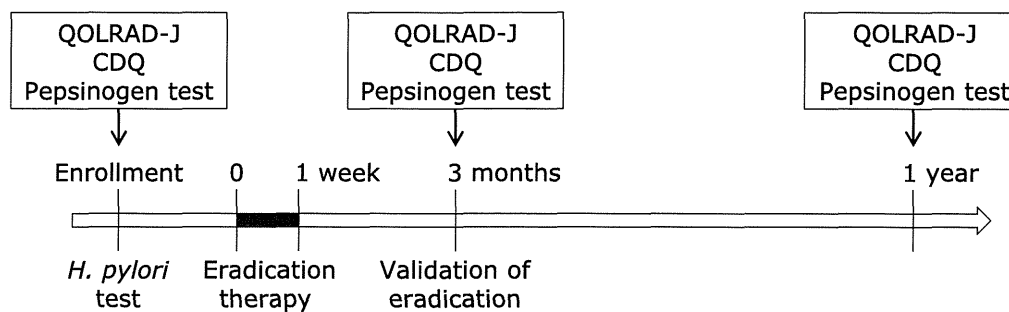 QOLRAD-J
CDQ
Pepsinogen test
QOLRAD-J
CDQ
Pepsinogen test
QOLRAD-J
CDQ
Pepsinogen test
Enrollment 0 1 week 3 months 1 year
H. pylori
test
Eradication
therapy
Validation of
eradication